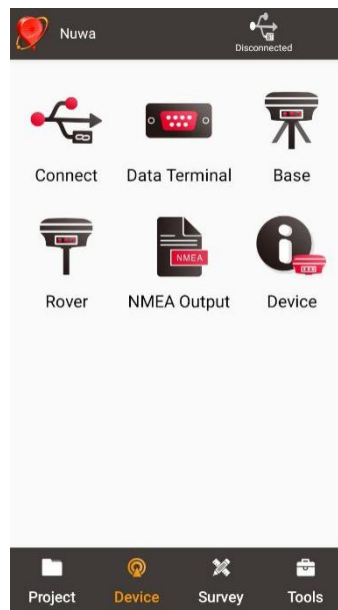 Nuwa
Disconnected
Connect
Data Terminal
Base
NMEA
Rover
NMEA Output
Device
Project
Device
Survey
Tools